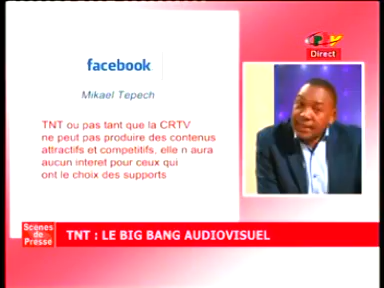 facebook
Mikael Tepech
TNT ou pas tant que la CRTV
ne peut pas produire des contenus
attractifs et competitifs, elle n aura
aucun interet pour ceux qui
ont le choix des supports
Direct
Scènes
de
Presse
TNT : LE BIG BANG AUDIOVISUEL